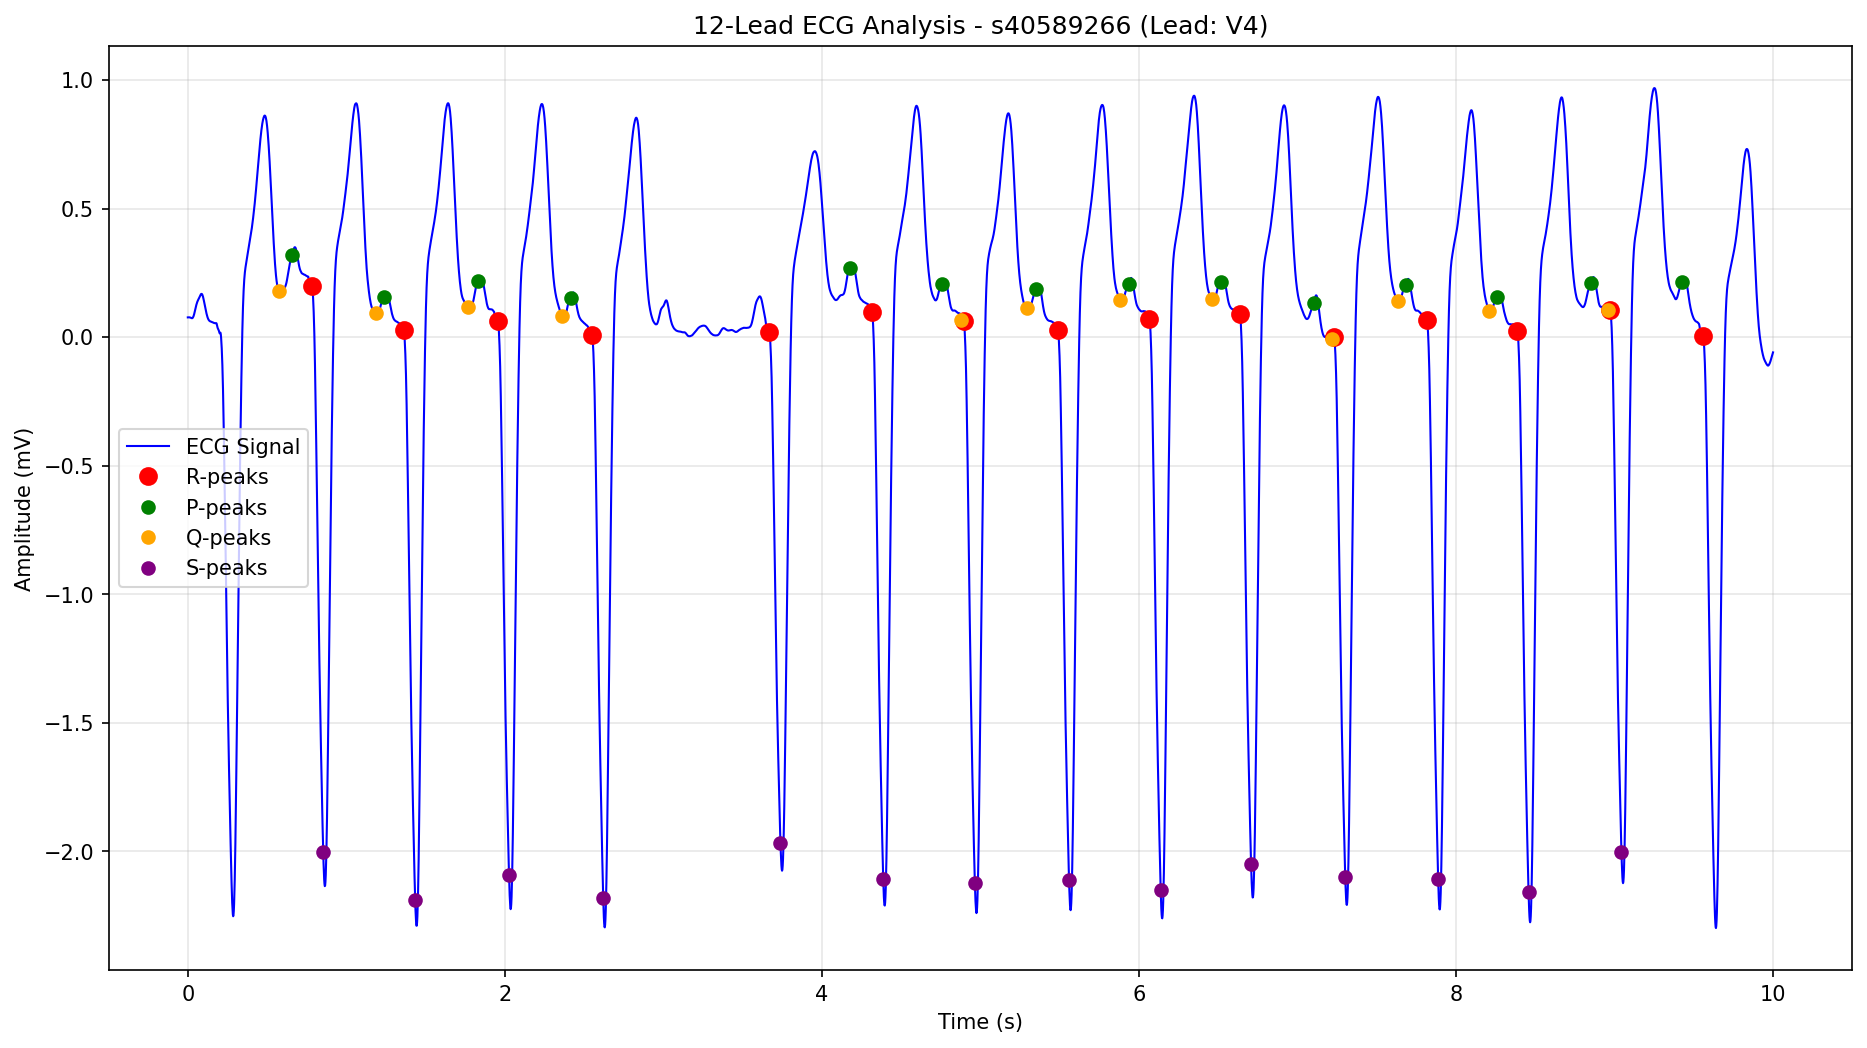 12-Lead ECG Analysis - s40589266 (Lead: V4)
1.0
0.5
0.0
−0.5
−1.0
−1.5
−2.0
Amplitude (mV)
ECG Signal
R-peaks
P-peaks
Q-peaks
S-peaks
0 2 4 6 8 10
Time (s)